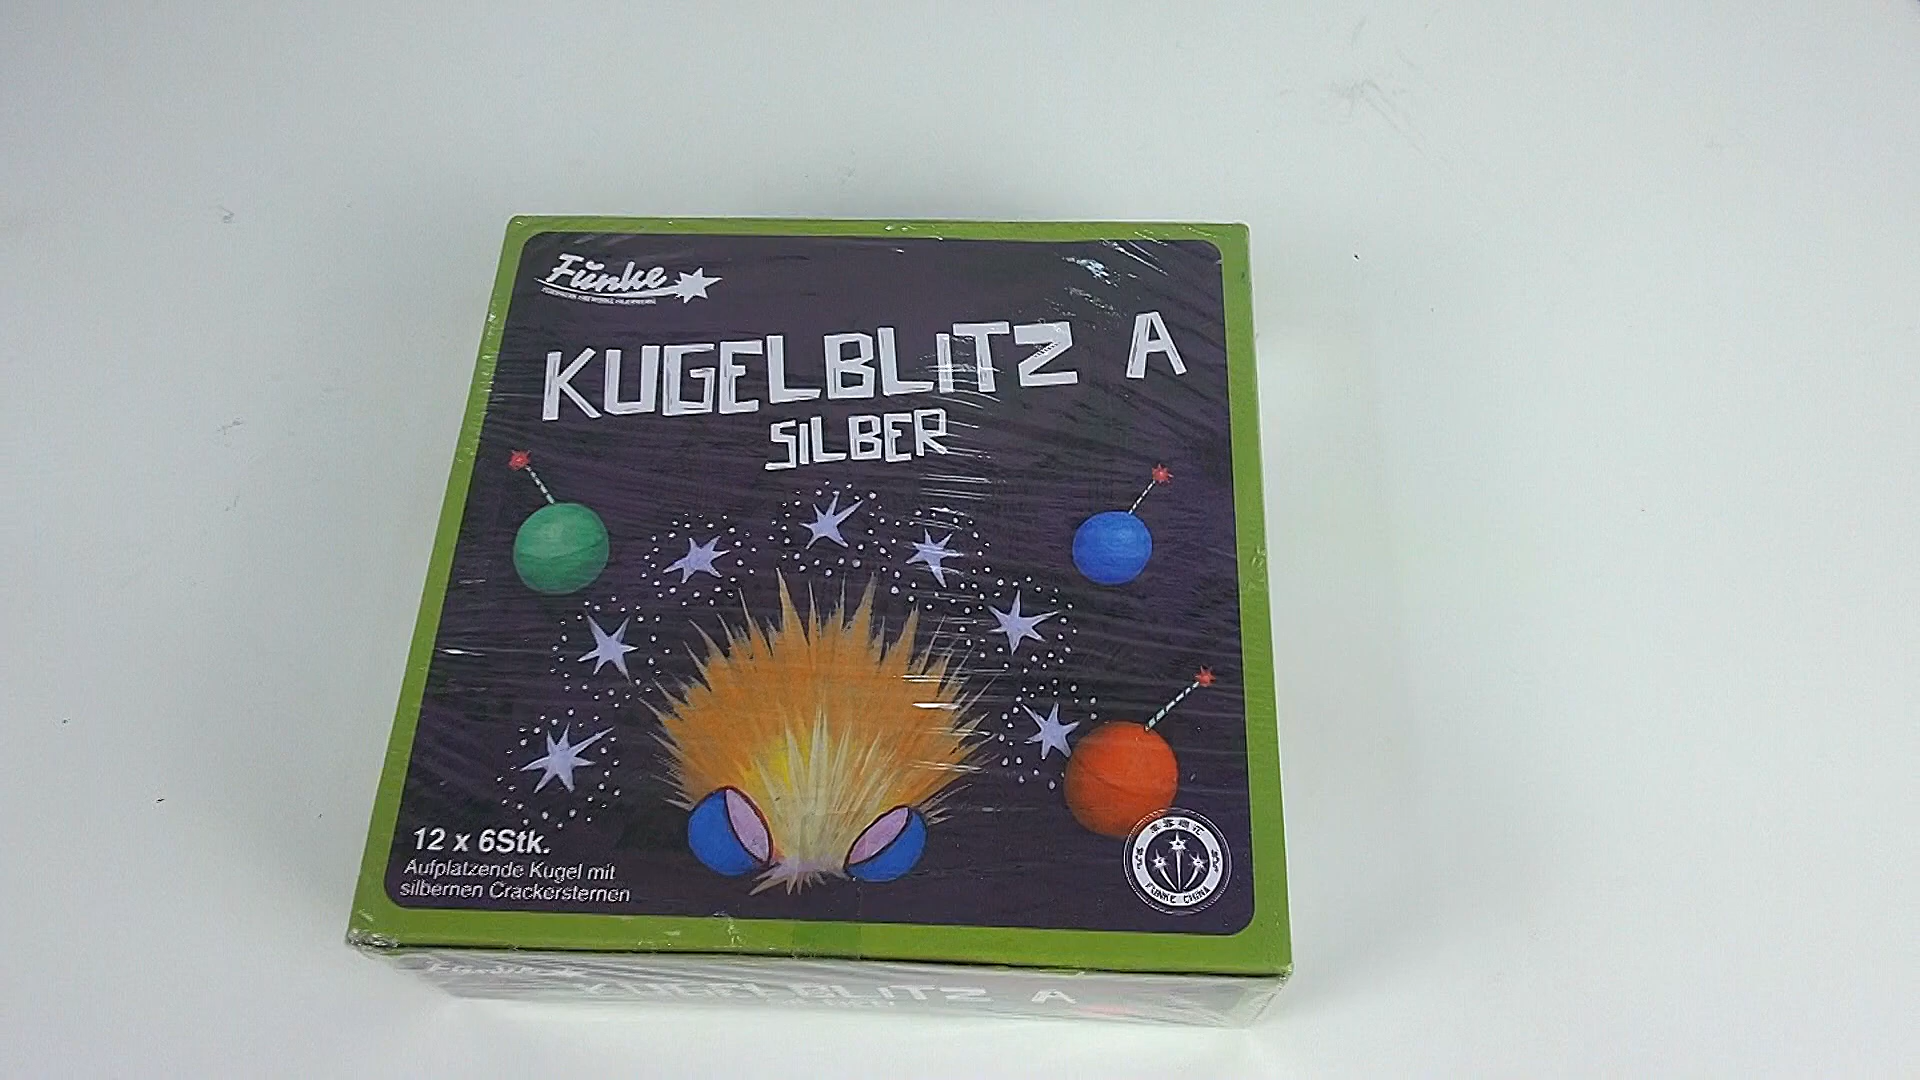 Funke
KUGELBLITZ A
SILBER
12 x 6Stk.
Aufplatzende Kugel mit
silbernen Crackersternen
FUNKE CHINA
KUGELBLITZ A